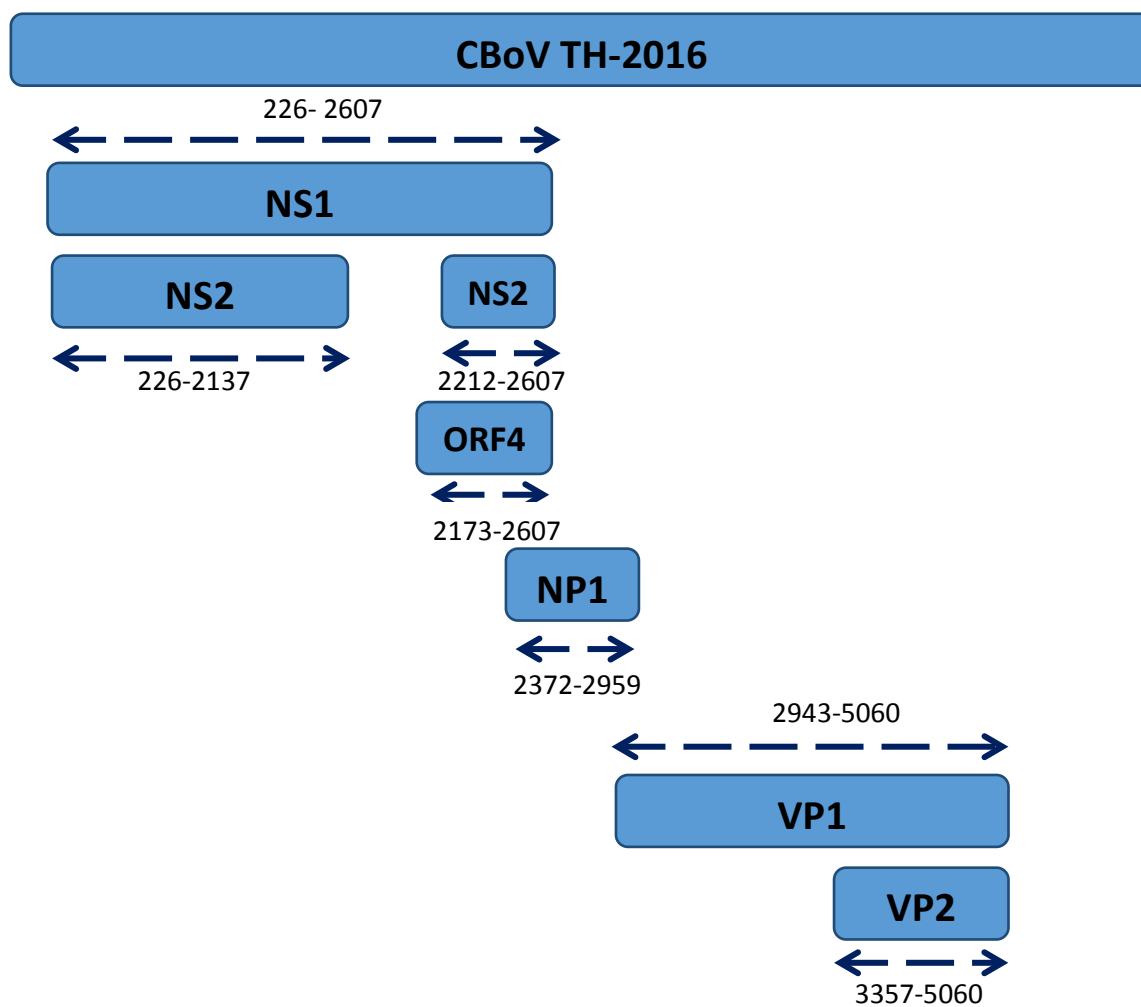 CBoV TH-2016
226- 2607
NS1
NS2 NS2
226-2137 2212-2607
ORF4
2173-2607
NP1
2372-2959
2943-5060
VP1
VP2
3357-5060